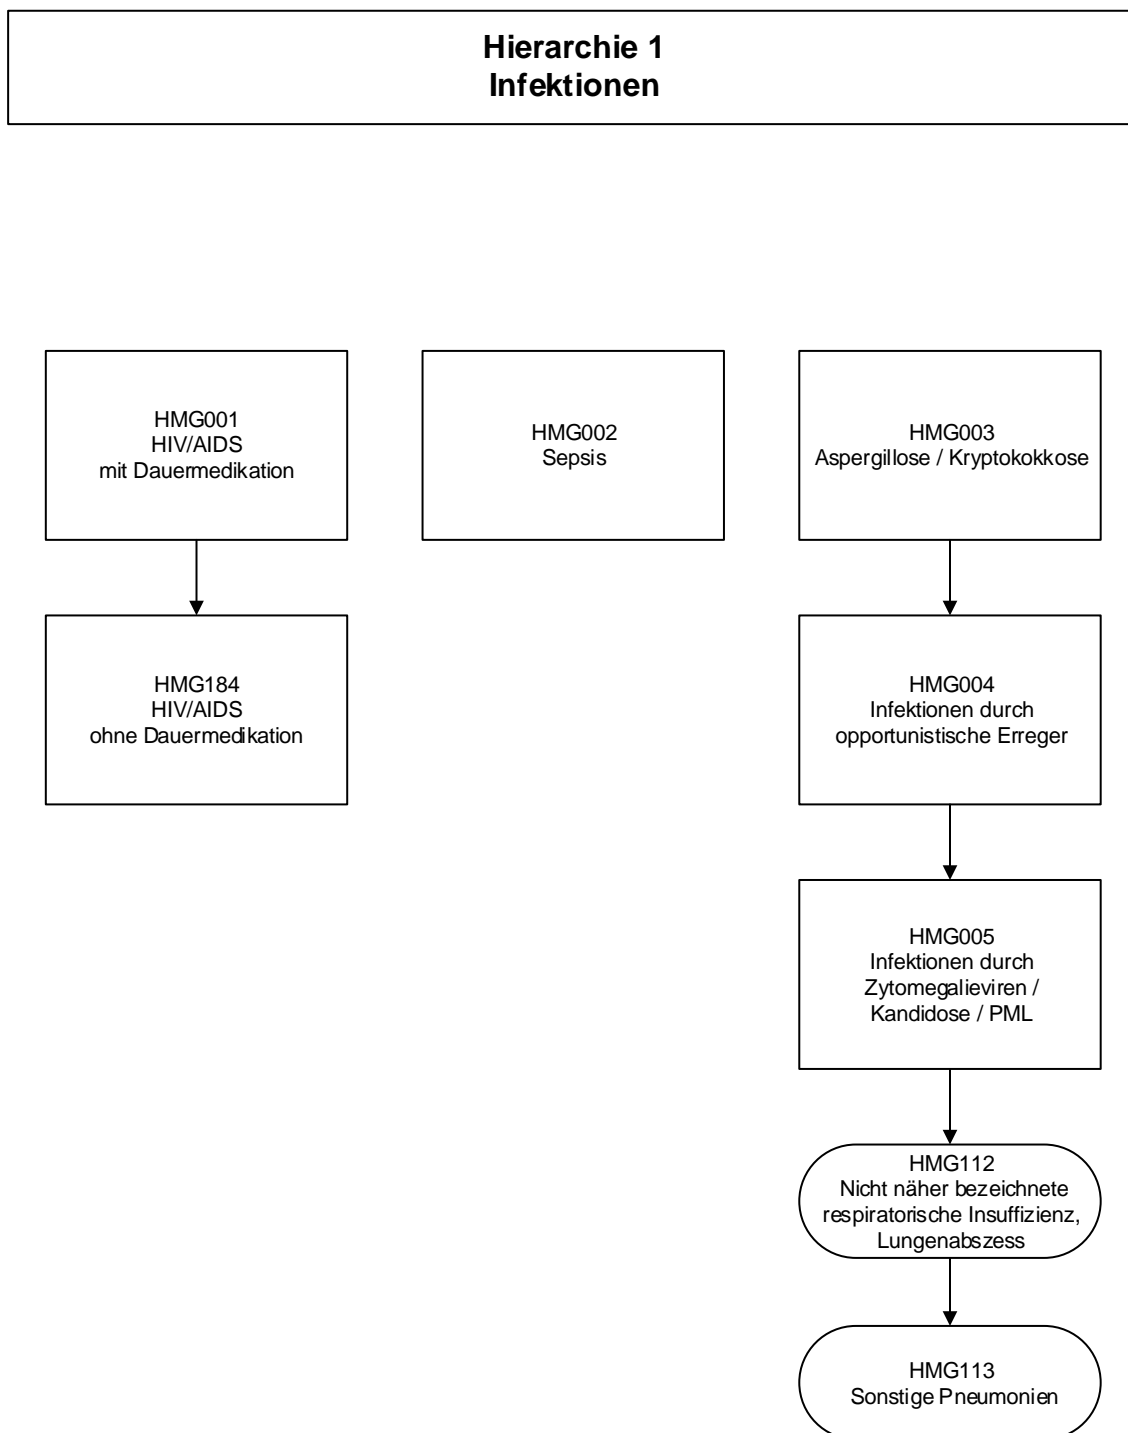 Hierarchie 1
Infektionen
HMG001
HIV/AIDS
mit Dauermedikation
HMG002
Sepsis
HMG003
Aspergillose / Kryptokokkose
HMG184
HIV/AIDS
ohne Dauermedikation
HMG004
Infektionen durch
opportunistische Erreger
HMG005
Infektionen durch
Zytomegalieviren /
Kandidose / PML
HMG112
Nicht näher bezeichnete
respiratorische Insuffizienz,
Lungenabszess
HMG113
Sonstige Pneumonien